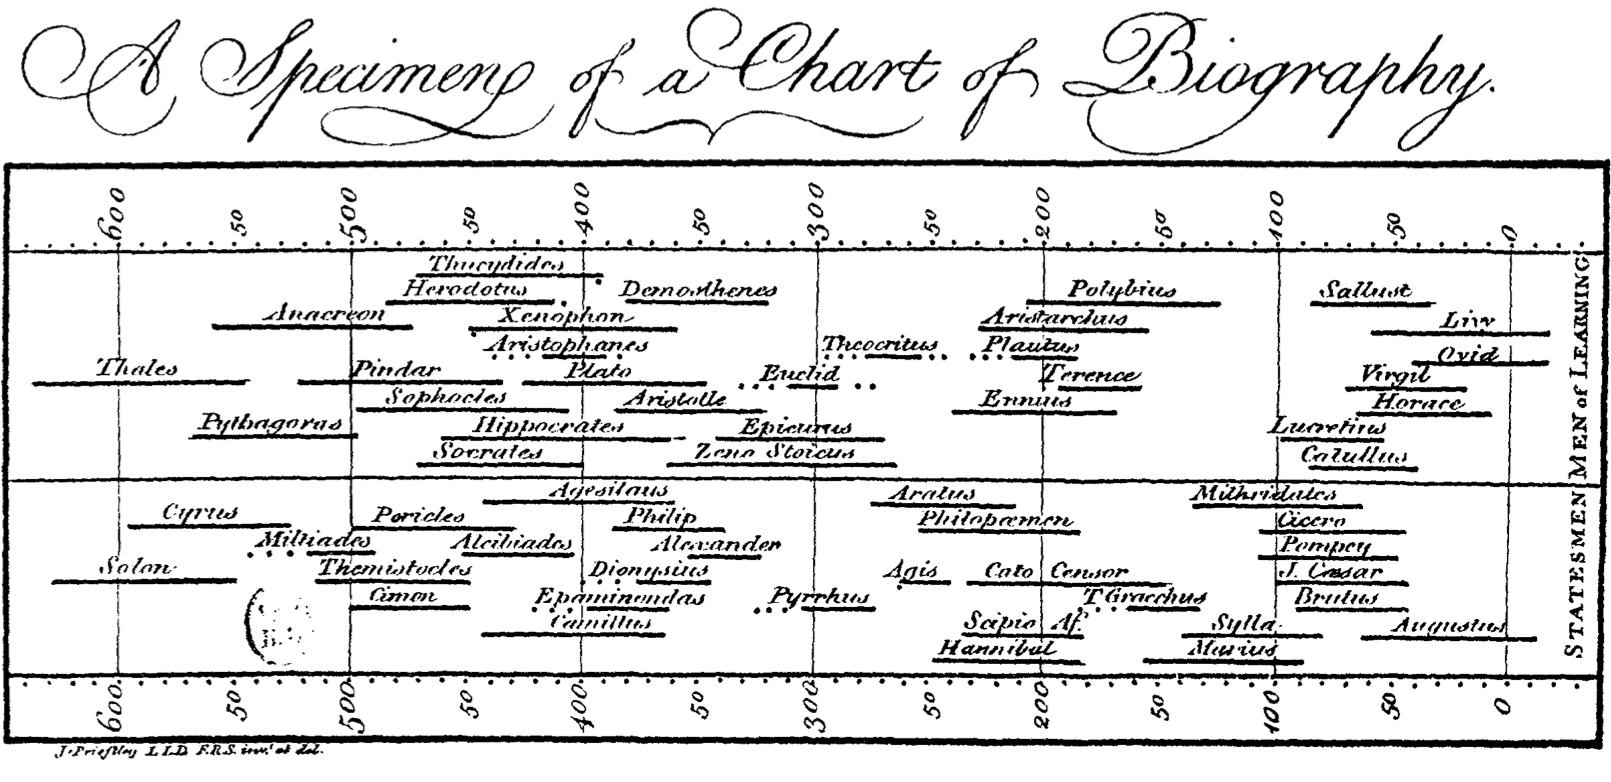 A Specimen of a Chart of Biography.
600 50 500 50 400 50 300 50 200 50 100 50 0
Thucydides
Herodotus Demosthenes Polybius Sallust
Anacreon Xenophon Aristarchus Livy
Aristophanes Theocritus Plautus Ovid
Thales Pindar Plato Euclid Terence Virgil
Sophocles Aristotle Ennius Horace
Pythagoras Hippocrates Epicurus Lucretius
Socrates Zeno Stoicus Catullus
MEN of LEARNING
Agesilaus Aratus Mithridates
Cyrus Pericles Philip Philopæmen Cicero
Miltiades Alcibiades Alexander Pompey
Solon Themistocles Dionysius Agis Cato Censor J. Cæsar
Cimon Epaminondas Pyrrhus T Gracchus Brutus
Camillus Scipio Af. Sylla Augustus
Hannibal Marius
STATESMEN
600 50 500 50 400 50 300 50 200 50 100 50 0
J. Priestley L.L.D. F.R.S. inv.t et del.